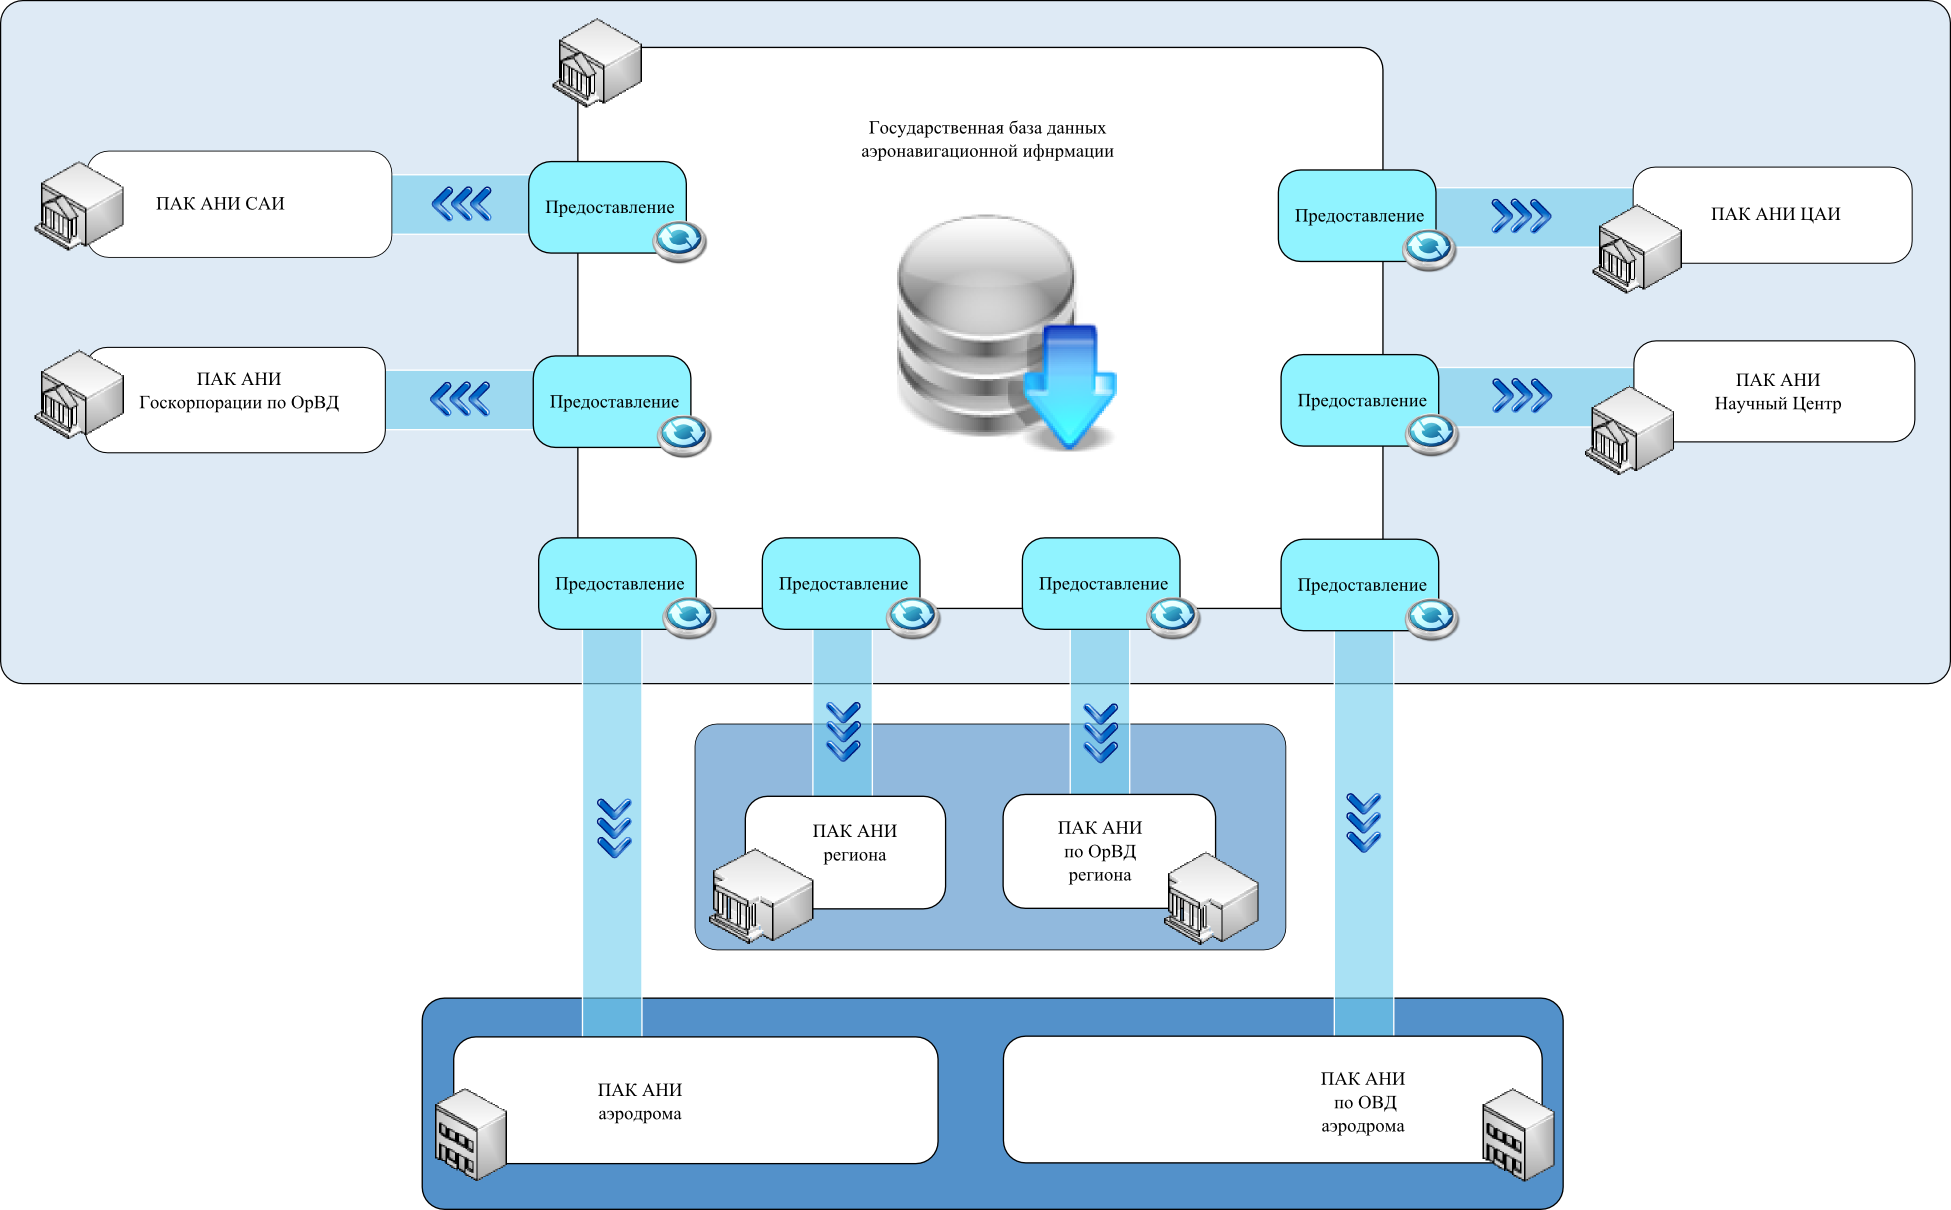 Государственная база данных
аэронавигационной ифнрмации
ПАК АНИ САИ
Предоставление
Предоставление
ПАК АНИ ЦАИ
ПАК АНИ
Госкорпорации по ОрВД
Предоставление
Предоставление
ПАК АНИ
Научный Центр
Предоставление
Предоставление
Предоставление
Предоставление
ПАК АНИ
региона
ПАК АНИ
по ОрВД
региона
ПАК АНИ
аэродрома
ПАК АНИ
по ОВД
аэродрома